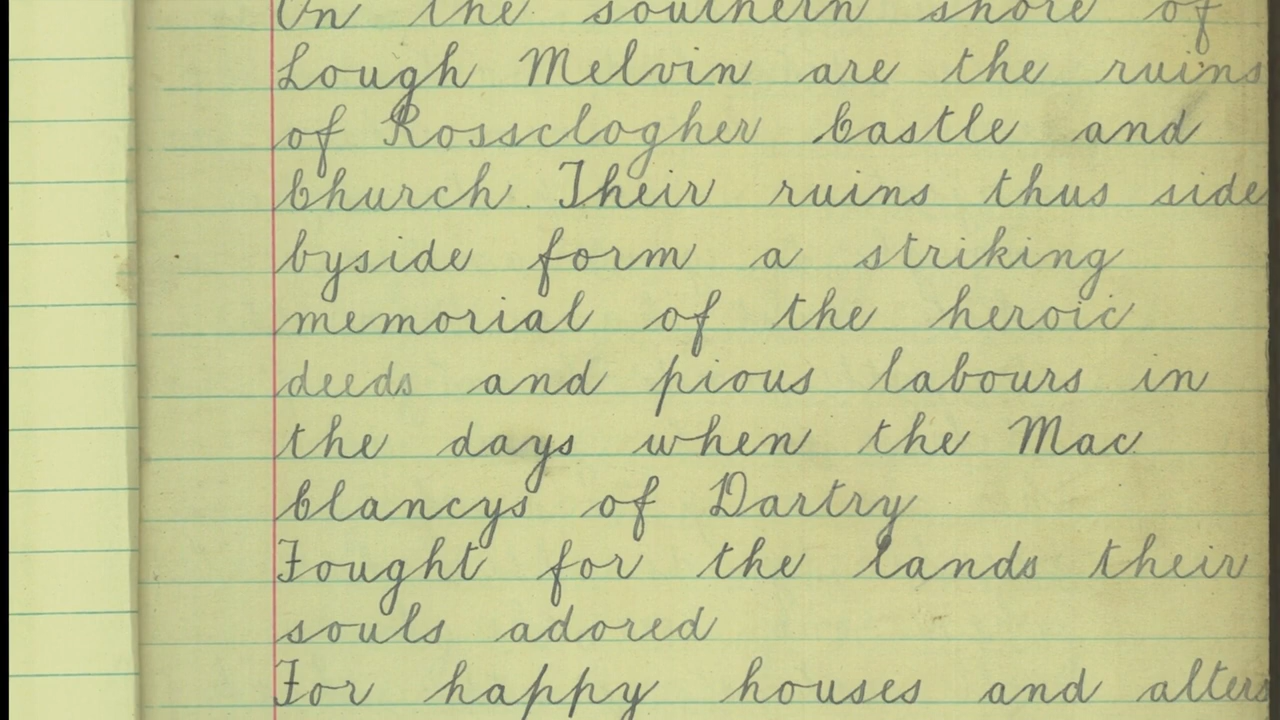 On the southern shore of
Lough Melvin are the ruins
of Rossclogher Castle and
Church. Their ruins thus side
byside form a striking
memorial of the heroic
deeds and pious labours in
the days when the Mac
Clancys of Dartry
Fought for the lands their
souls adored
For happy houses and alters